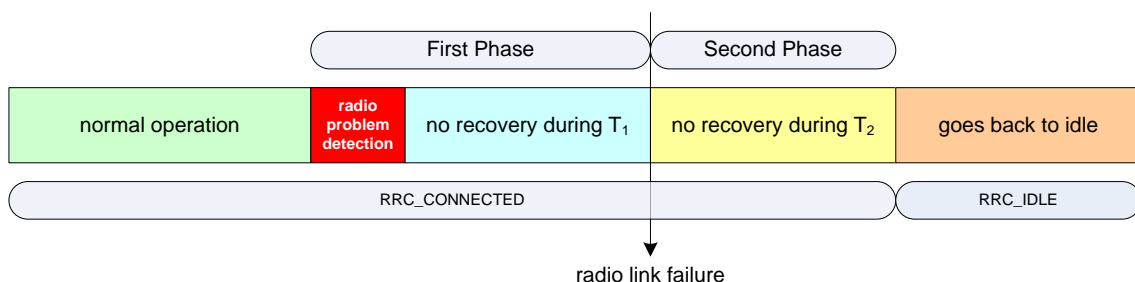 First Phase
Second Phase
normal operation
radio
problem
detection
no recovery during T₁
no recovery during T₂
goes back to idle
RRC_CONNECTED
RRC_IDLE
radio link failure